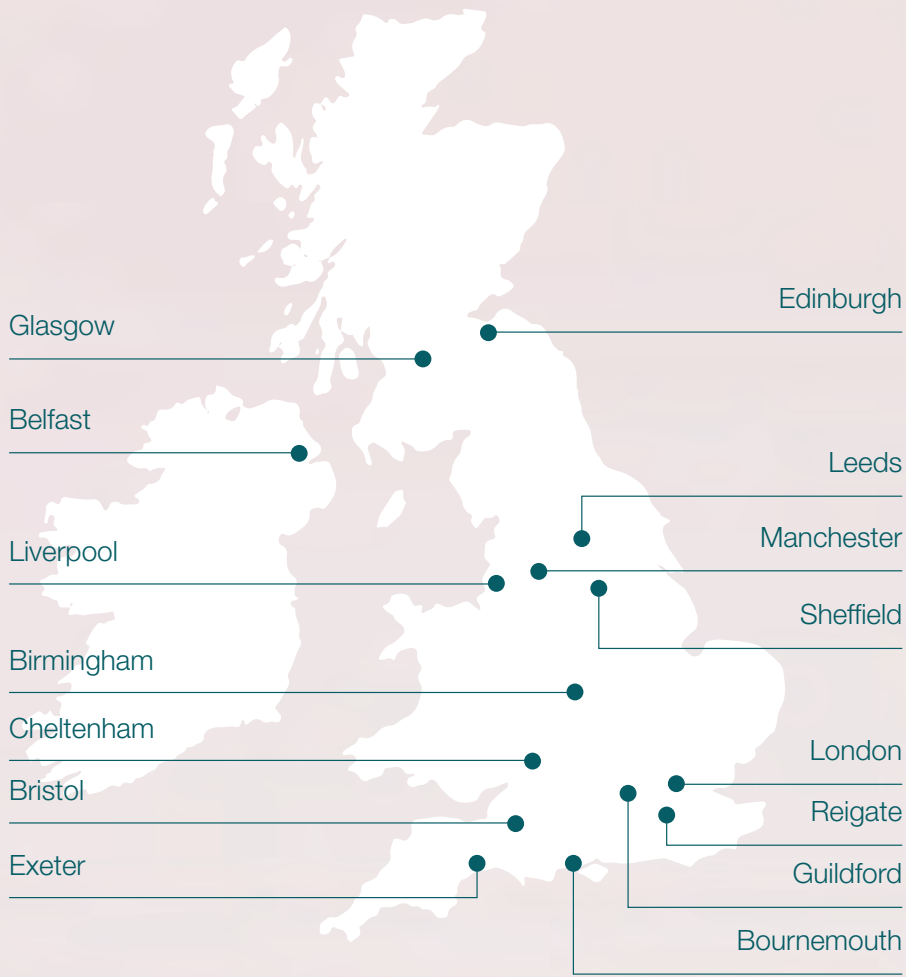 Edinburgh
Glasgow
Belfast
Leeds
Manchester
Liverpool
Sheffield
Birmingham
Cheltenham
London
Bristol
Reigate
Exeter
Guildford
Bournemouth